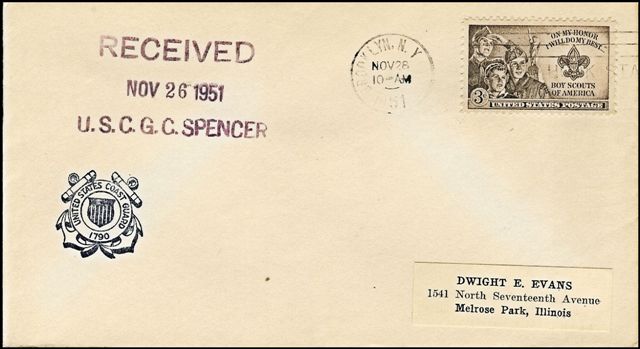 RECEIVED
NOV 26 1951
U.S.C.G.C. SPENCER
UNITED STATES COAST GUARD
1790
BROOKLYN, N.Y.
NOV 28
10-AM
1951
ON MY HONOR
I WILL DO MY BEST...
BOY SCOUTS
OF AMERICA
3¢ UNITED STATES POSTAGE
DWIGHT E. EVANS
1541 North Seventeenth Avenue
Melrose Park, Illinois